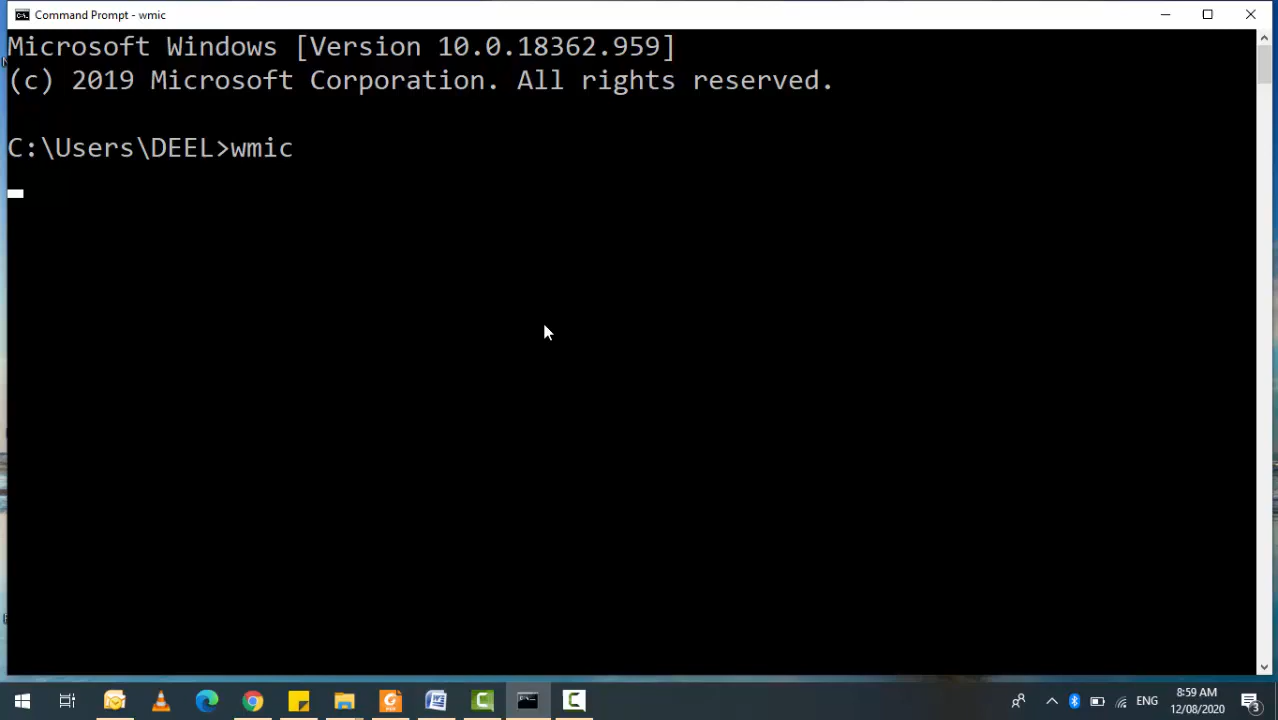 Command Prompt - wmic
Microsoft Windows [Version 10.0.18362.959]
(c) 2019 Microsoft Corporation. All rights reserved.
C:\Users\DEEL>wmic
ENG
8:59 AM
12/08/2020
3